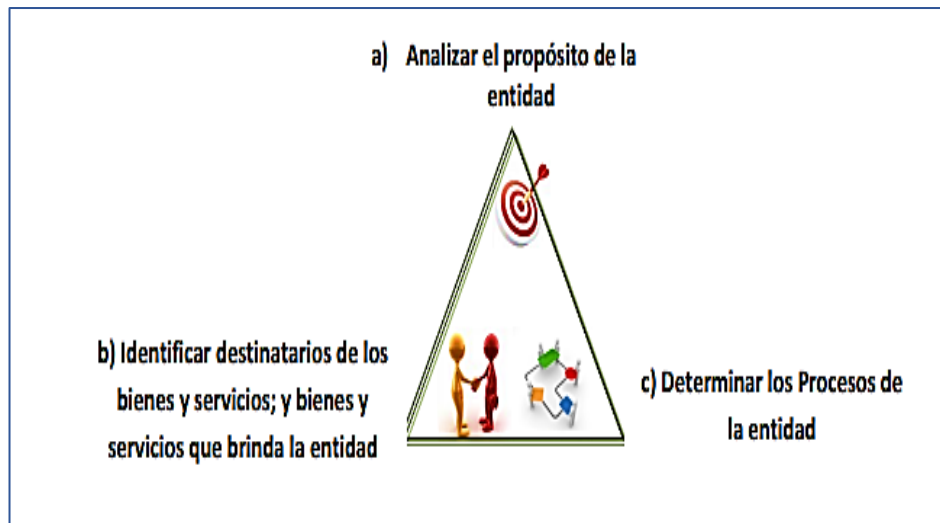 a) Analizar el propósito de la
entidad
b) Identificar destinatarios de los
bienes y servicios; y bienes y
servicios que brinda la entidad
c) Determinar los Procesos de
la entidad